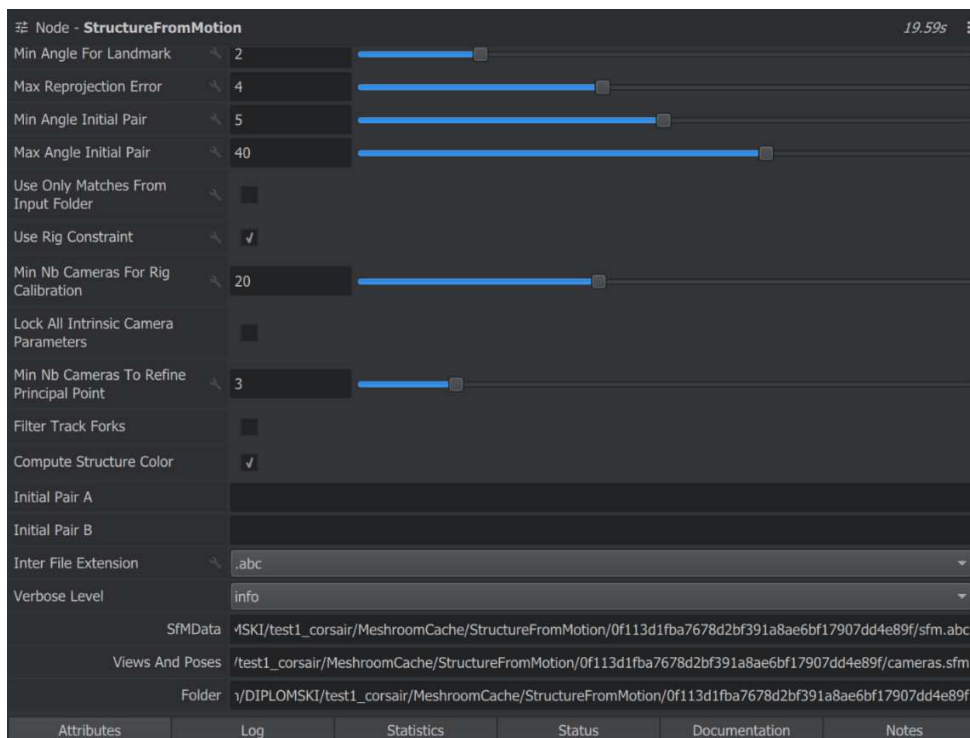 Node - StructureFromMotion 19.59s
Min Angle For Landmark 2
Max Reprojection Error 4
Min Angle Initial Pair 5
Max Angle Initial Pair 40
Use Only Matches From
Input Folder
Use Rig Constraint
Min Nb Cameras For Rig
Calibration
20
Lock All Intrinsic Camera
Parameters
Min Nb Cameras To Refine
Principal Point
3
Filter Track Forks
Compute Structure Color
Initial Pair A
Initial Pair B
Inter File Extension .abc
Verbose Level info
SfMData MSKI/test1_corsair/MeshroomCache/StructureFromMotion/0f113d1fba7678d2bf391a8ae6bf17907dd4e89f/sfm.abc
Views And Poses /test1_corsair/MeshroomCache/StructureFromMotion/0f113d1fba7678d2bf391a8ae6bf17907dd4e89f/cameras.sfm
Folder /DIPLOMSKI/test1_corsair/MeshroomCache/StructureFromMotion/0f113d1fba7678d2bf391a8ae6bf17907dd4e89f
Attributes Log Statistics Status Documentation Notes